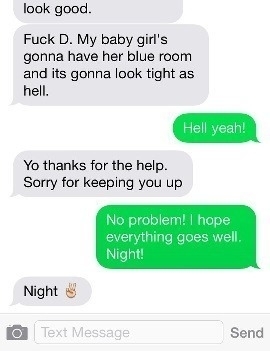 look good.
Fuck D. My baby girl's
gonna have her blue room
and its gonna look tight as
hell.
Hell yeah!
Yo thanks for the help.
Sorry for keeping you up
No problem! I hope
everything goes well.
Night!
Night ✌🏼
Text Message
Send